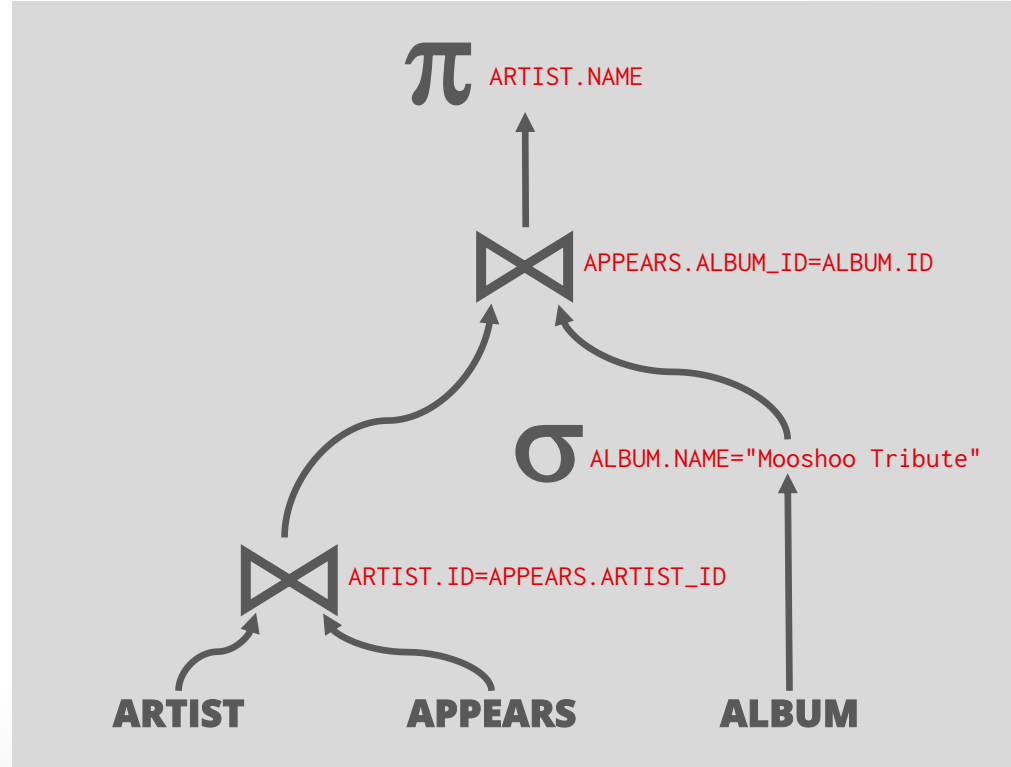 π ARTIST.NAME
⋈ APPEARS.ALBUM_ID=ALBUM.ID
σ ALBUM.NAME="Mooshoo Tribute"
⋈ ARTIST.ID=APPEARS.ARTIST_ID
ARTIST APPEARS ALBUM